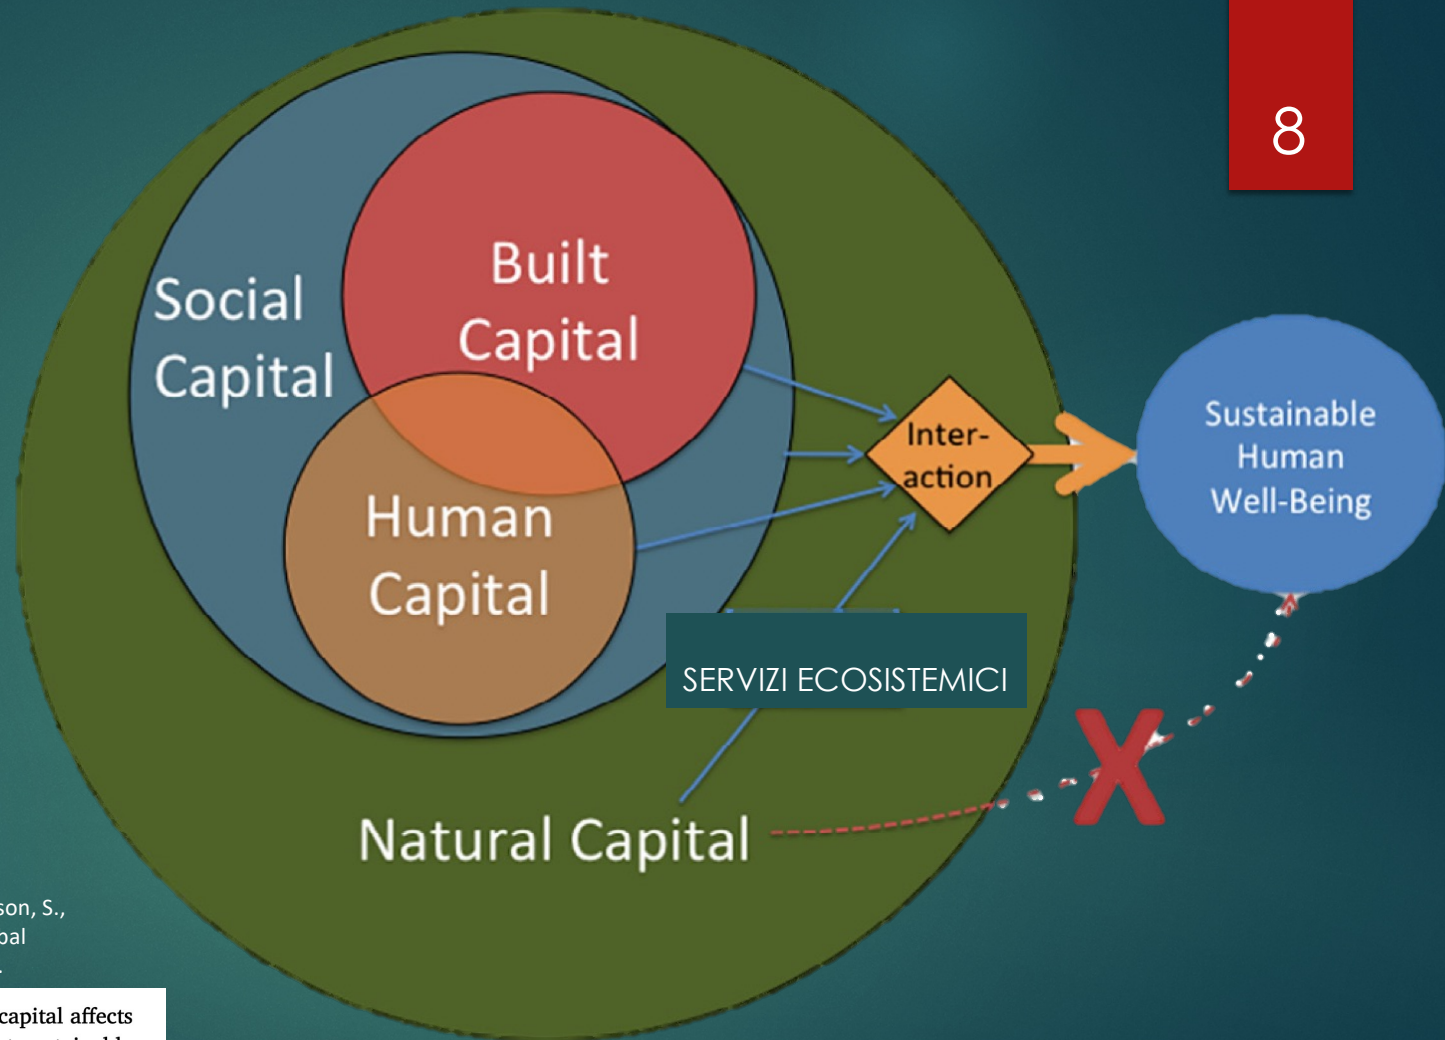 8
Social
Capital
Built
Capital
Human
Capital
Inter-
action
Sustainable
Human
Well-Being
SERVIZI ECOSISTEMICI
X
Natural Capital
son, S.,
bal
.
capital affects